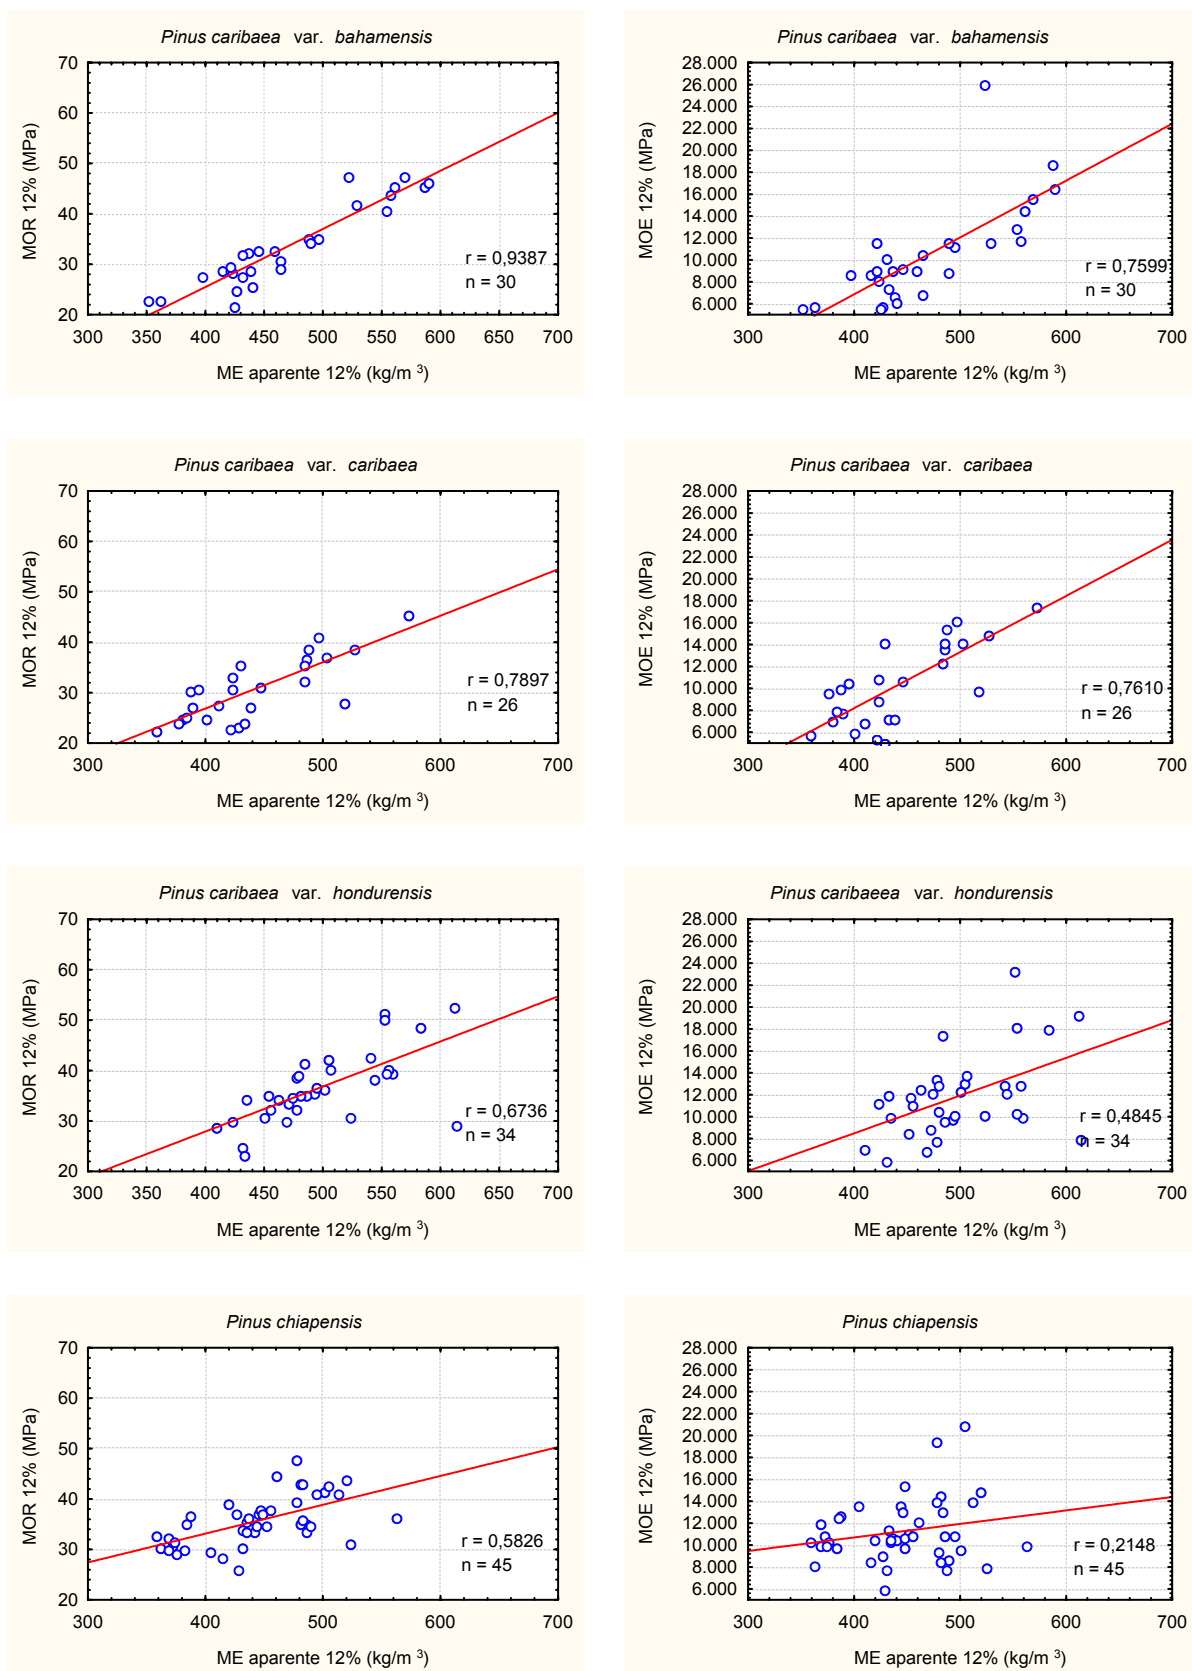 Pinus caribaea var. bahamensis
70
60
50
40
30
20
MOR 12% (MPa)
r = 0,9387
n = 30
300 350 400 450 500 550 600 650 700
ME aparente 12% (kg/m ³)
Pinus caribaea var. bahamensis
28.000
26.000
24.000
22.000
20.000
18.000
16.000
14.000
12.000
10.000
8.000
6.000
MOE 12% (MPa)
r = 0,7599
n = 30
300 400 500 600 700
ME aparente 12% (kg/m ³)
Pinus caribaea var. caribaea
70
60
50
40
30
20
MOR 12% (MPa)
r = 0,7897
n = 26
300 400 500 600 700
ME aparente 12% (kg/m ³)
Pinus caribaea var. caribaea
28.000
26.000
24.000
22.000
20.000
18.000
16.000
14.000
12.000
10.000
8.000
6.000
MOE 12% (MPa)
r = 0,7610
n = 26
300 400 500 600 700
ME aparente 12% (kg/m ³)
Pinus caribaea var. hondurensis
70
60
50
40
30
20
MOR 12% (MPa)
r = 0,6736
n = 34
300 350 400 450 500 550 600 650 700
ME aparente 12% (kg/m ³)
Pinus caribaeea var. hondurensis
28.000
26.000
24.000
22.000
20.000
18.000
16.000
14.000
12.000
10.000
8.000
6.000
MOE 12% (MPa)
r = 0,4845
n = 34
300 400 500 600 700
ME aparente 12% (kg/m ³)
Pinus chiapensis
70
60
50
40
30
20
MOR 12% (MPa)
r = 0,5826
n = 45
300 400 500 600 700
ME aparente 12% (kg/m ³)
Pinus chiapensis
28.000
26.000
24.000
22.000
20.000
18.000
16.000
14.000
12.000
10.000
8.000
6.000
MOE 12% (MPa)
r = 0,2148
n = 45
300 400 500 600 700
ME aparente 12% (kg/m ³)